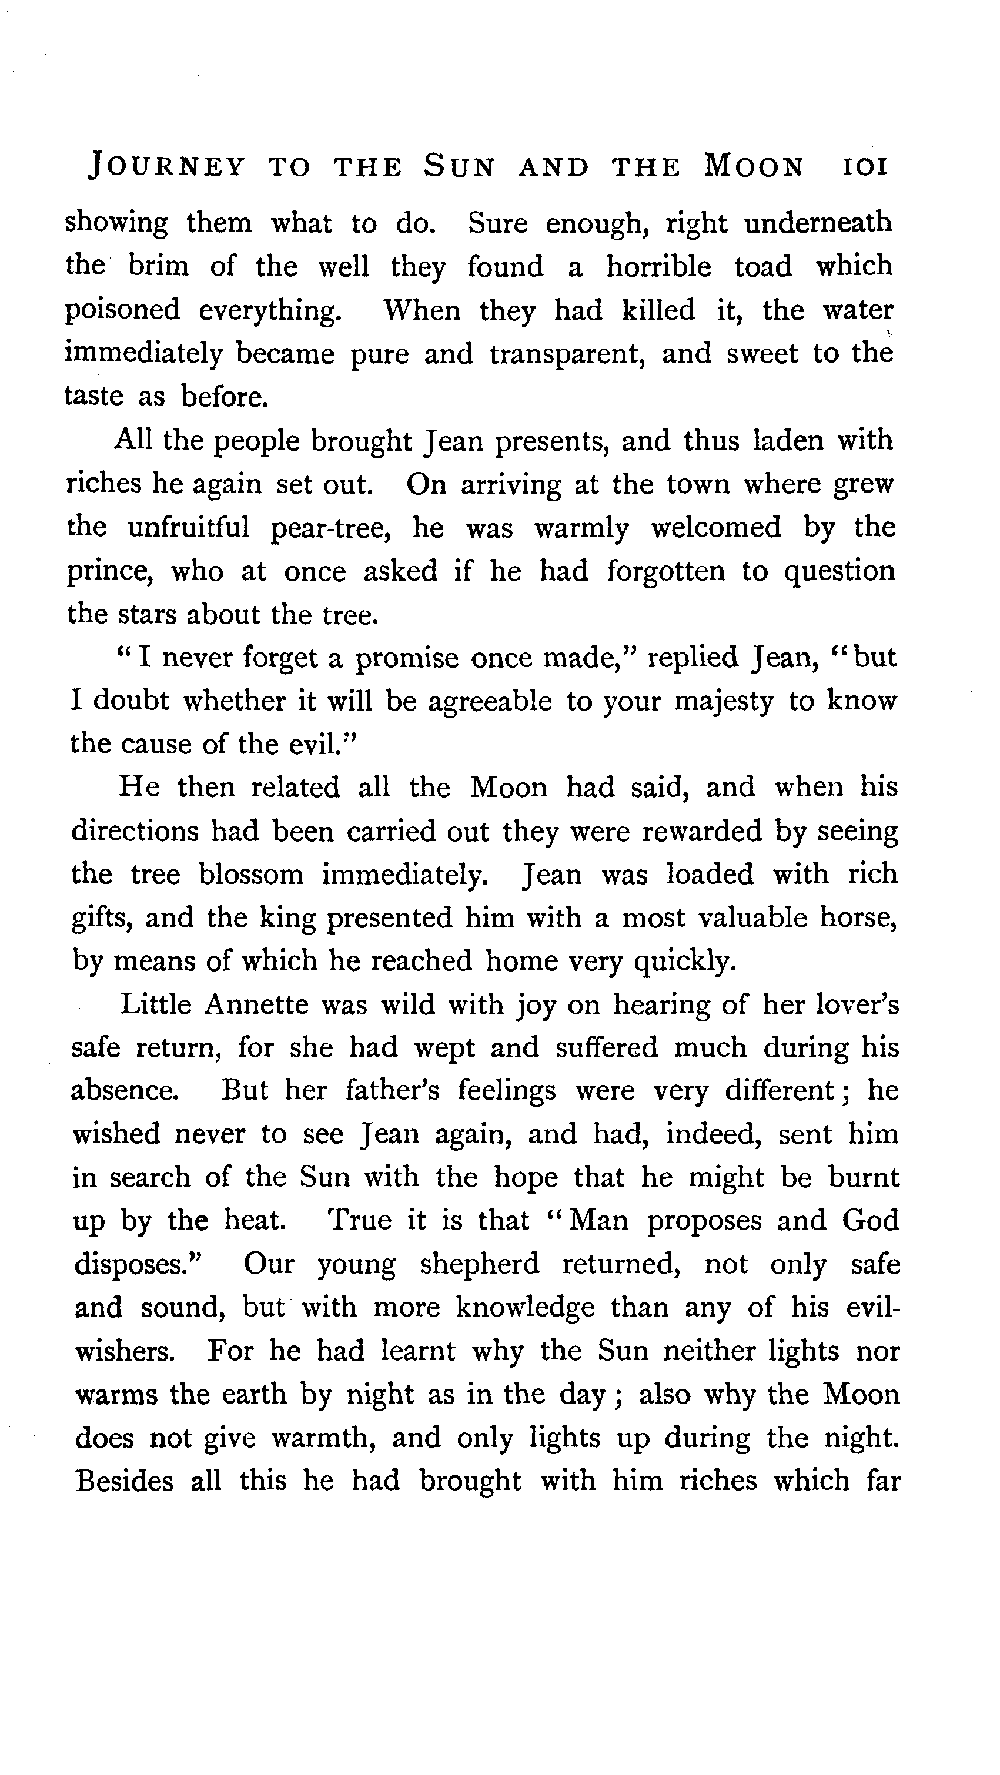 JOURNEY TO THE SUN AND THE MOON 101
showing them what to do. Sure enough, right underneath
the brim of the well they found a horrible toad which
poisoned everything. When they had killed it, the water
immediately became pure and transparent, and sweet to the
taste as before.
All the people brought Jean presents, and thus laden with
riches he again set out. On arriving at the town where grew
the unfruitful pear-tree, he was warmly welcomed by the
prince, who at once asked if he had forgotten to question
the stars about the tree.
“I never forget a promise once made,” replied Jean, “but
I doubt whether it will be agreeable to your majesty to know
the cause of the evil.”
He then related all the Moon had said, and when his
directions had been carried out they were rewarded by seeing
the tree blossom immediately. Jean was loaded with rich
gifts, and the king presented him with a most valuable horse,
by means of which he reached home very quickly.
Little Annette was wild with joy on hearing of her lover’s
safe return, for she had wept and suffered much during his
absence. But her father’s feelings were very different; he
wished never to see Jean again, and had, indeed, sent him
in search of the Sun with the hope that he might be burnt
up by the heat. True it is that “Man proposes and God
disposes.” Our young shepherd returned, not only safe
and sound, but with more knowledge than any of his evil-
wishers. For he had learnt why the Sun neither lights nor
warms the earth by night as in the day; also why the Moon
does not give warmth, and only lights up during the night.
Besides all this he had brought with him riches which far